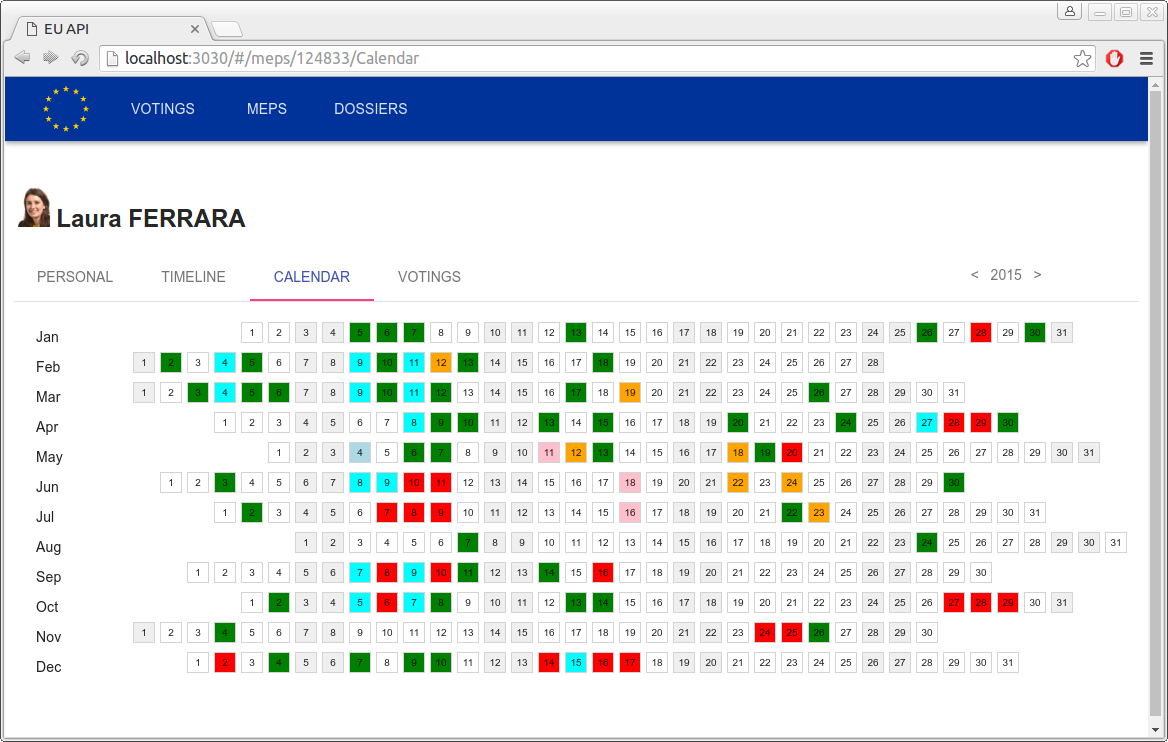 EU API
localhost:3030/#/meps/124833/Calendar
VOTINGS MEPS DOSSIERS
Laura FERRARA
PERSONAL TIMELINE CALENDAR VOTINGS < 2015 >
Jan 1 2 3 4 5 6 7 8 9 10 11 12 13 14 15 16 17 18 19 20 21 22 23 24 25 26 27 28 29 30 31
Feb 1 2 3 4 5 6 7 8 9 10 11 12 13 14 15 16 17 18 19 20 21 22 23 24 25 26 27 28
Mar 1 2 3 4 5 6 7 8 9 10 11 12 13 14 15 16 17 18 19 20 21 22 23 24 25 26 27 28 29 30 31
Apr 1 2 3 4 5 6 7 8 9 10 11 12 13 14 15 16 17 18 19 20 21 22 23 24 25 26 27 28 29 30
May 1 2 3 4 5 6 7 8 9 10 11 12 13 14 15 16 17 18 19 20 21 22 23 24 25 26 27 28 29 30 31
Jun 1 2 3 4 5 6 7 8 9 10 11 12 13 14 15 16 17 18 19 20 21 22 23 24 25 26 27 28 29 30
Jul 1 2 3 4 5 6 7 8 9 10 11 12 13 14 15 16 17 18 19 20 21 22 23 24 25 26 27 28 29 30 31
Aug 1 2 3 4 5 6 7 8 9 10 11 12 13 14 15 16 17 18 19 20 21 22 23 24 25 26 27 28 29 30 31
Sep 1 2 3 4 5 6 7 8 9 10 11 12 13 14 15 16 17 18 19 20 21 22 23 24 25 26 27 28 29 30
Oct 1 2 3 4 5 6 7 8 9 10 11 12 13 14 15 16 17 18 19 20 21 22 23 24 25 26 27 28 29 30 31
Nov 1 2 3 4 5 6 7 8 9 10 11 12 13 14 15 16 17 18 19 20 21 22 23 24 25 26 27 28 29 30
Dec 1 2 3 4 5 6 7 8 9 10 11 12 13 14 15 16 17 18 19 20 21 22 23 24 25 26 27 28 29 30 31